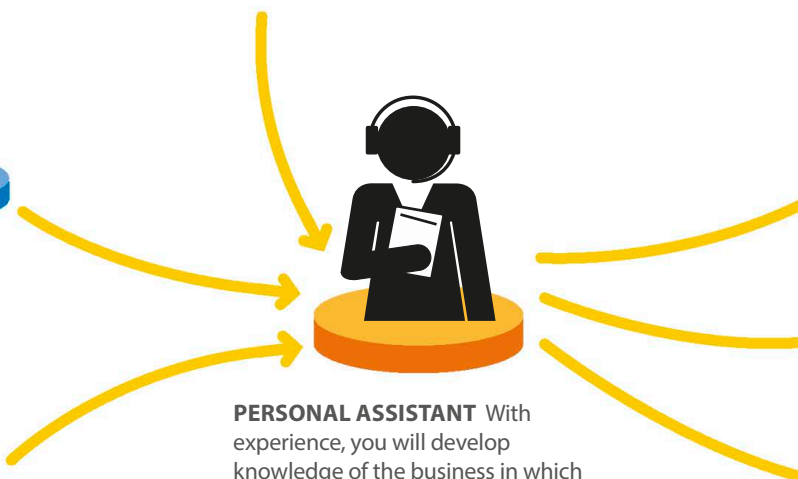 PERSONAL ASSISTANT With
experience, you will develop
knowledge of the business in which